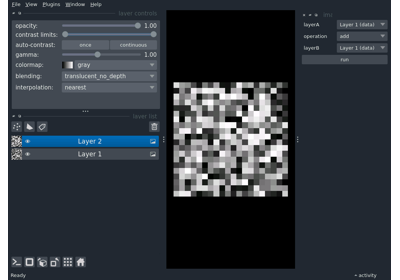 File View Plugins Window Help
layer controls
opacity: 1.00
contrast limits:
auto-contrast: once continuous
gamma: 1.00
colormap: gray
blending: translucent_no_depth
interpolation: nearest
layer list
Layer 2
Layer 1
Ready
layerA Layer 1 (data)
operation add
layerB Layer 1 (data)
run
activity